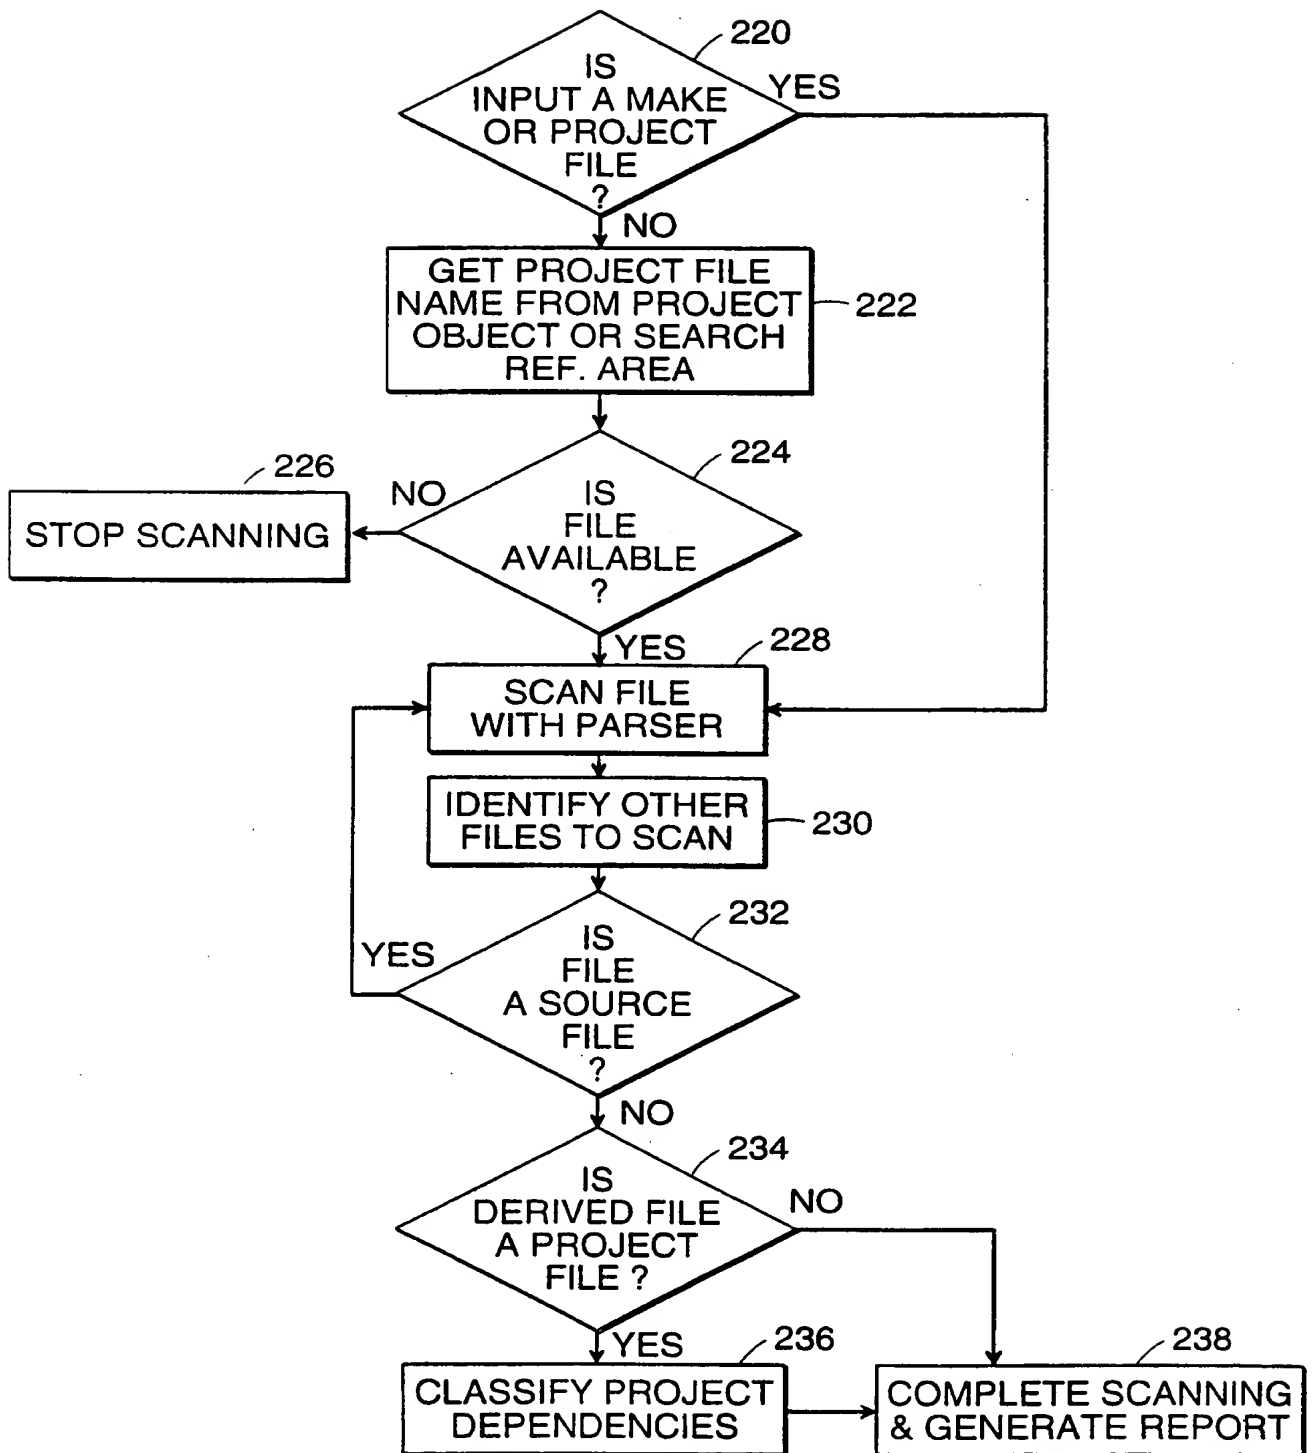 220
IS
INPUT A MAKE
OR PROJECT
FILE
?
YES
NO
GET PROJECT FILE
NAME FROM PROJECT
OBJECT OR SEARCH
REF. AREA
222
224
IS
FILE
AVAILABLE
?
NO
226
STOP SCANNING
YES
228
SCAN FILE
WITH PARSER
IDENTIFY OTHER
FILES TO SCAN
230
232
IS
FILE
A SOURCE
FILE
?
YES
NO
234
IS
DERIVED FILE
A PROJECT
FILE ?
NO
YES
236
CLASSIFY PROJECT
DEPENDENCIES
238
COMPLETE SCANNING
& GENERATE REPORT